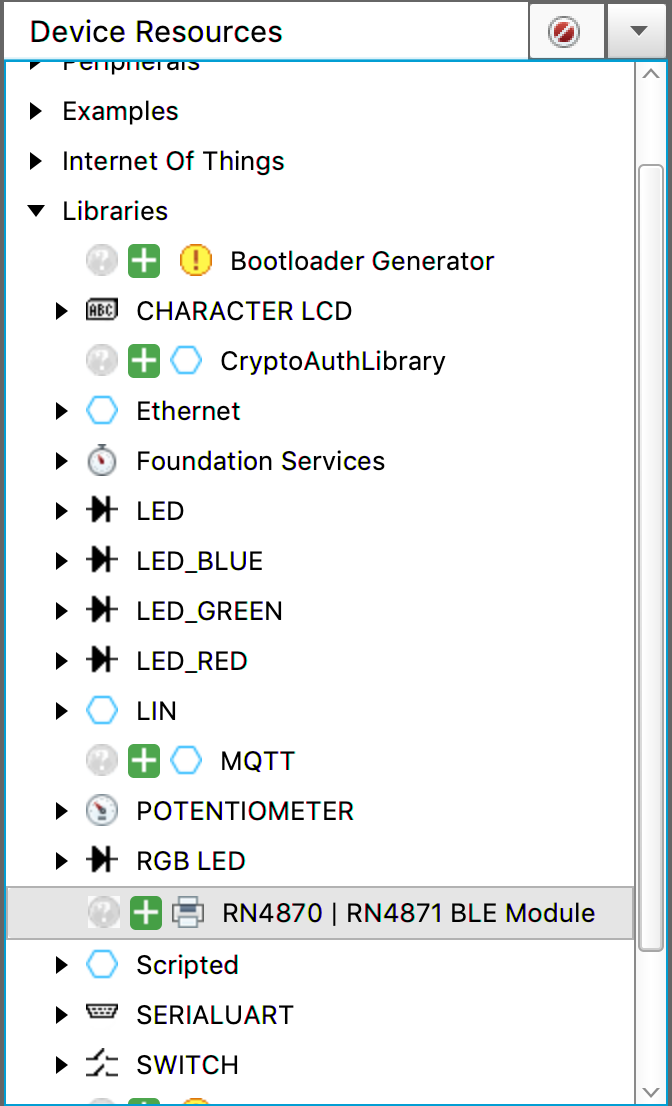 Device Resources
Peripherals
Examples
Internet Of Things
Libraries
Bootloader Generator
ABC CHARACTER LCD
CryptoAuthLibrary
Ethernet
Foundation Services
LED
LED_BLUE
LED_GREEN
LED_RED
LIN
MQTT
POTENTIOMETER
RGB LED
RN4870 | RN4871 BLE Module
Scripted
SERIALUART
SWITCH